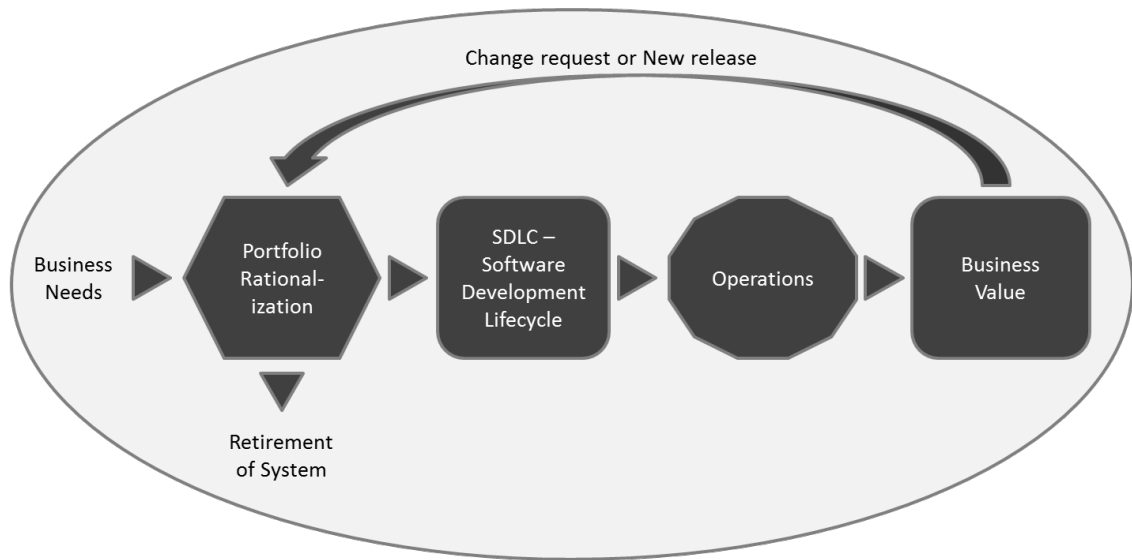 Change request or New release
Business
Needs
Portfolio
Rational-
ization
SDLC –
Software
Development
Lifecycle
Operations
Business
Value
Retirement
of System